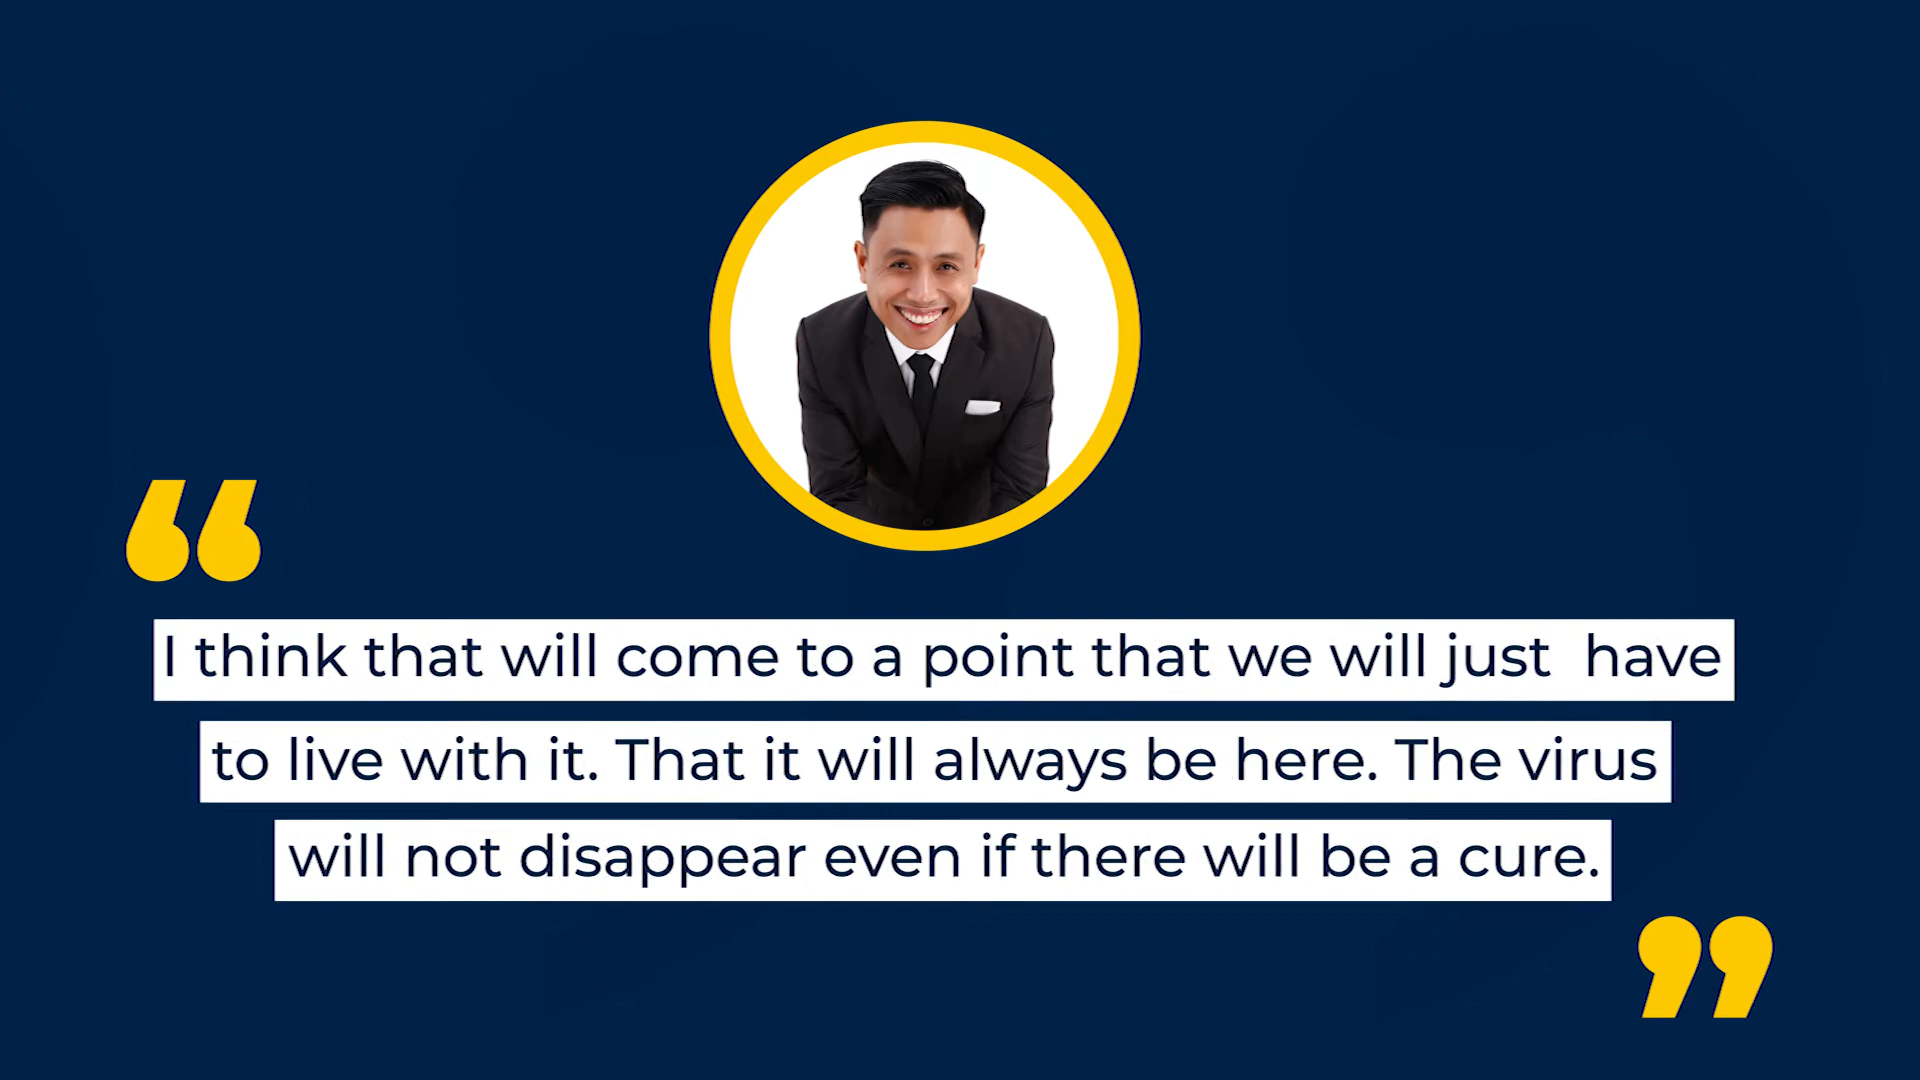 “
I think that will come to a point that we will just  have
to live with it. That it will always be here. The virus
will not disappear even if there will be a cure.
”